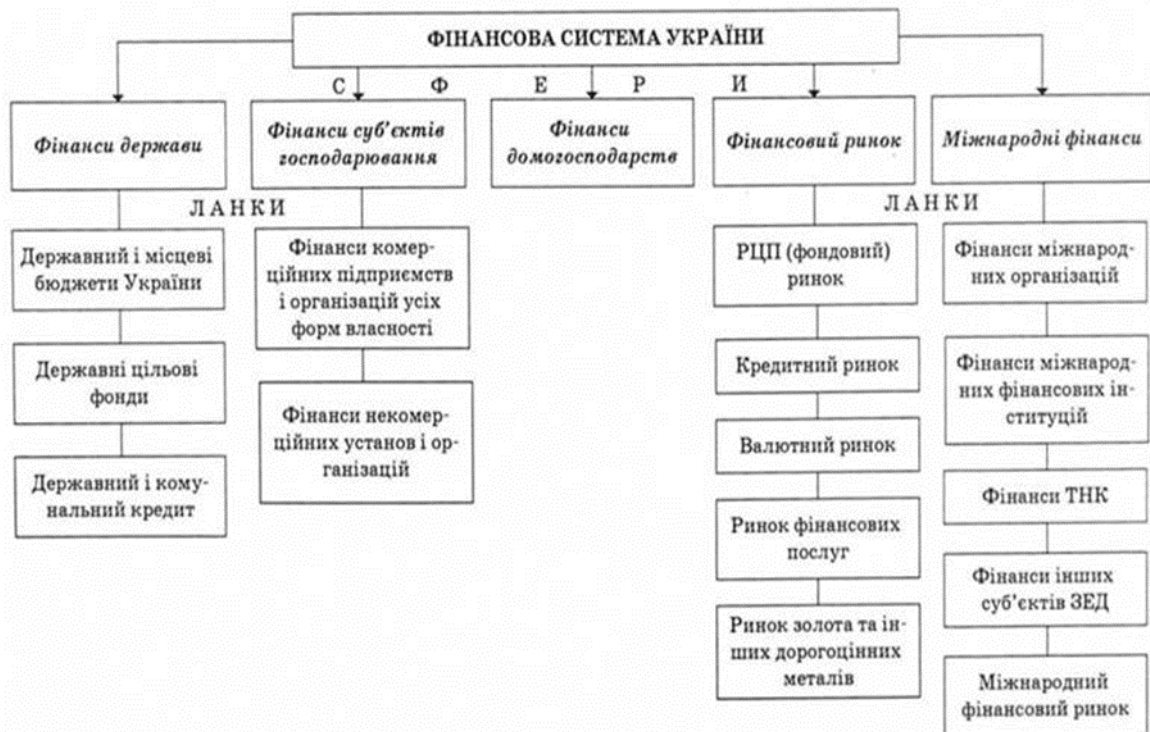 ФІНАНСОВА СИСТЕМА УКРАЇНИ
С Ф Е Р И
Фінанси держави
Фінанси суб’єктів
господарювання
Фінанси
домогосподарств
Фінансовий ринок
Міжнародні фінанси
ЛАНКИ
ЛАНКИ
Державний і місцеві
бюджети України
Державні цільові
фонди
Державний і кому-
нальний кредит
Фінанси комер-
ційних підприємств
і організацій усіх
форм власності
Фінанси некомер-
ційних установ і ор-
ганізацій
РЦП (фондовий)
ринок
Кредитний ринок
Валютний ринок
Ринок фінансових
послуг
Ринок золота та ін-
ших дорогоцінних
металів
Фінанси міжнарод-
них організацій
Фінанси міжнарод-
них фінансових ін-
ституцій
Фінанси ТНК
Фінанси інших
суб’єктів ЗЕД
Міжнародний
фінансовий ринок